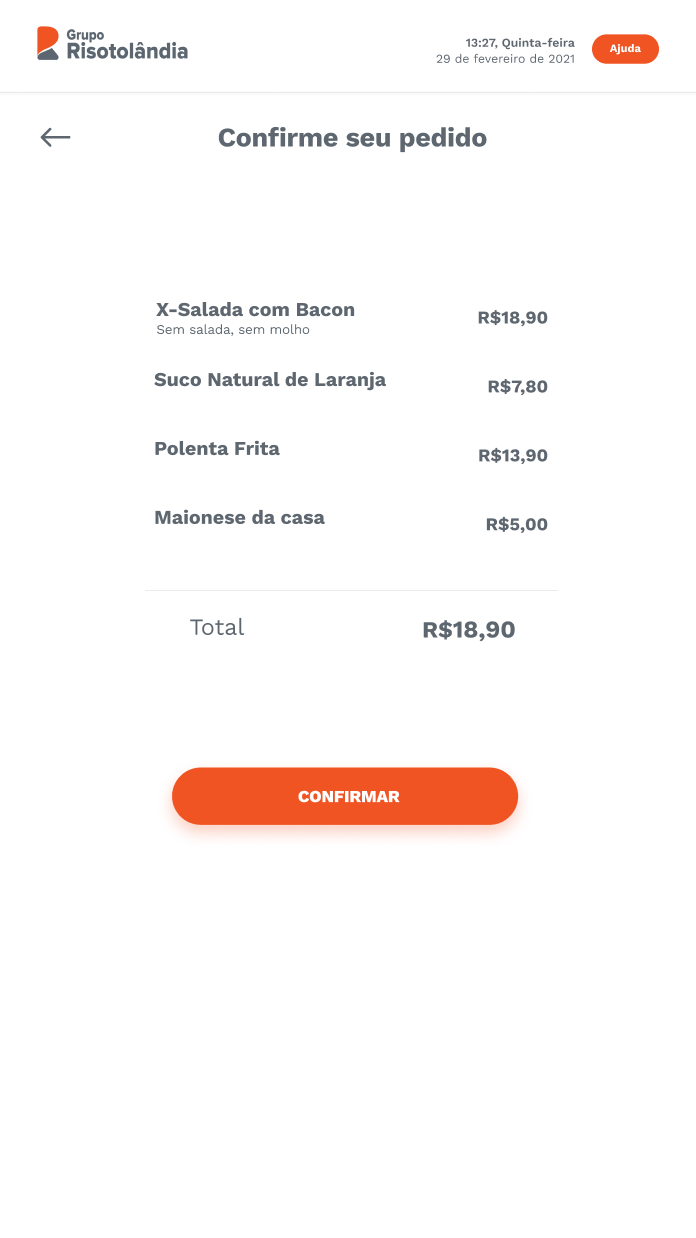 Grupo
Risotolândia
13:27, Quinta-feira
29 de fevereiro de 2021
Ajuda
Confirme seu pedido
X-Salada com Bacon
R$18,90
Sem salada, sem molho
Suco Natural de Laranja
R$7,80
Polenta Frita
R$13,90
Maionese da casa
R$5,00
Total
R$18,90
CONFIRMAR